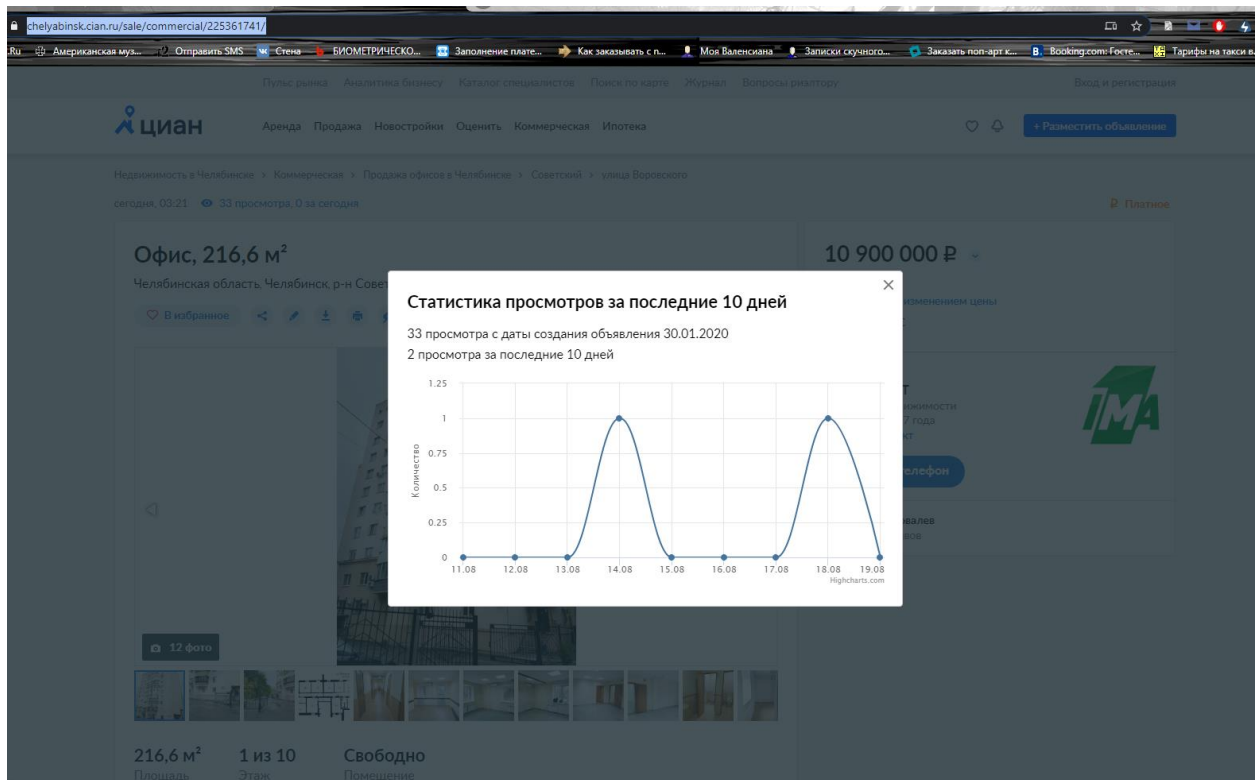 chelyabinsk.cian.ru/sale/commercial/225361741/
.Ru Американская муз... Отправить SMS Стена БИОМЕТРИЧЕСКО... Заполнение плате... Как заказывать с п... Моя Валенсиана Записки скучного... Заказать поп-арт к... Booking.com: Госте... Тарифы на такси в
Пульс рынка Аналитика бизнесу Каталог специалистов Поиск по карте Журнал Вопросы риэлтору Вход и регистрация
циан Аренда Продажа Новостройки Оценить Коммерческая Ипотека + Разместить объявление
Недвижимость в Челябинске > Коммерческая > Продажа офисов в Челябинске > Советский > улица Воровского
сегодня, 03:21 33 просмотра, 0 за сегодня ₽ Платное
Офис, 216,6 м²
10 900 000 ₽
Челябинская область, Челябинск, р-н Совет
изменением цены
В избранное
Статистика просмотров за последние 10 дней
33 просмотра с даты создания объявления 30.01.2020
2 просмотра за последние 10 дней
1.25
1
0.75
0.5
0.25
0
Количество
11.08 12.08 13.08 14.08 15.08 16.08 17.08 18.08 19.08
Highcharts.com
Т
ижимости
7 года
кт
елефон
овалев
IMA
12 фото
216,6 м² 1 из 10 Свободно
Площадь Этаж Помещение